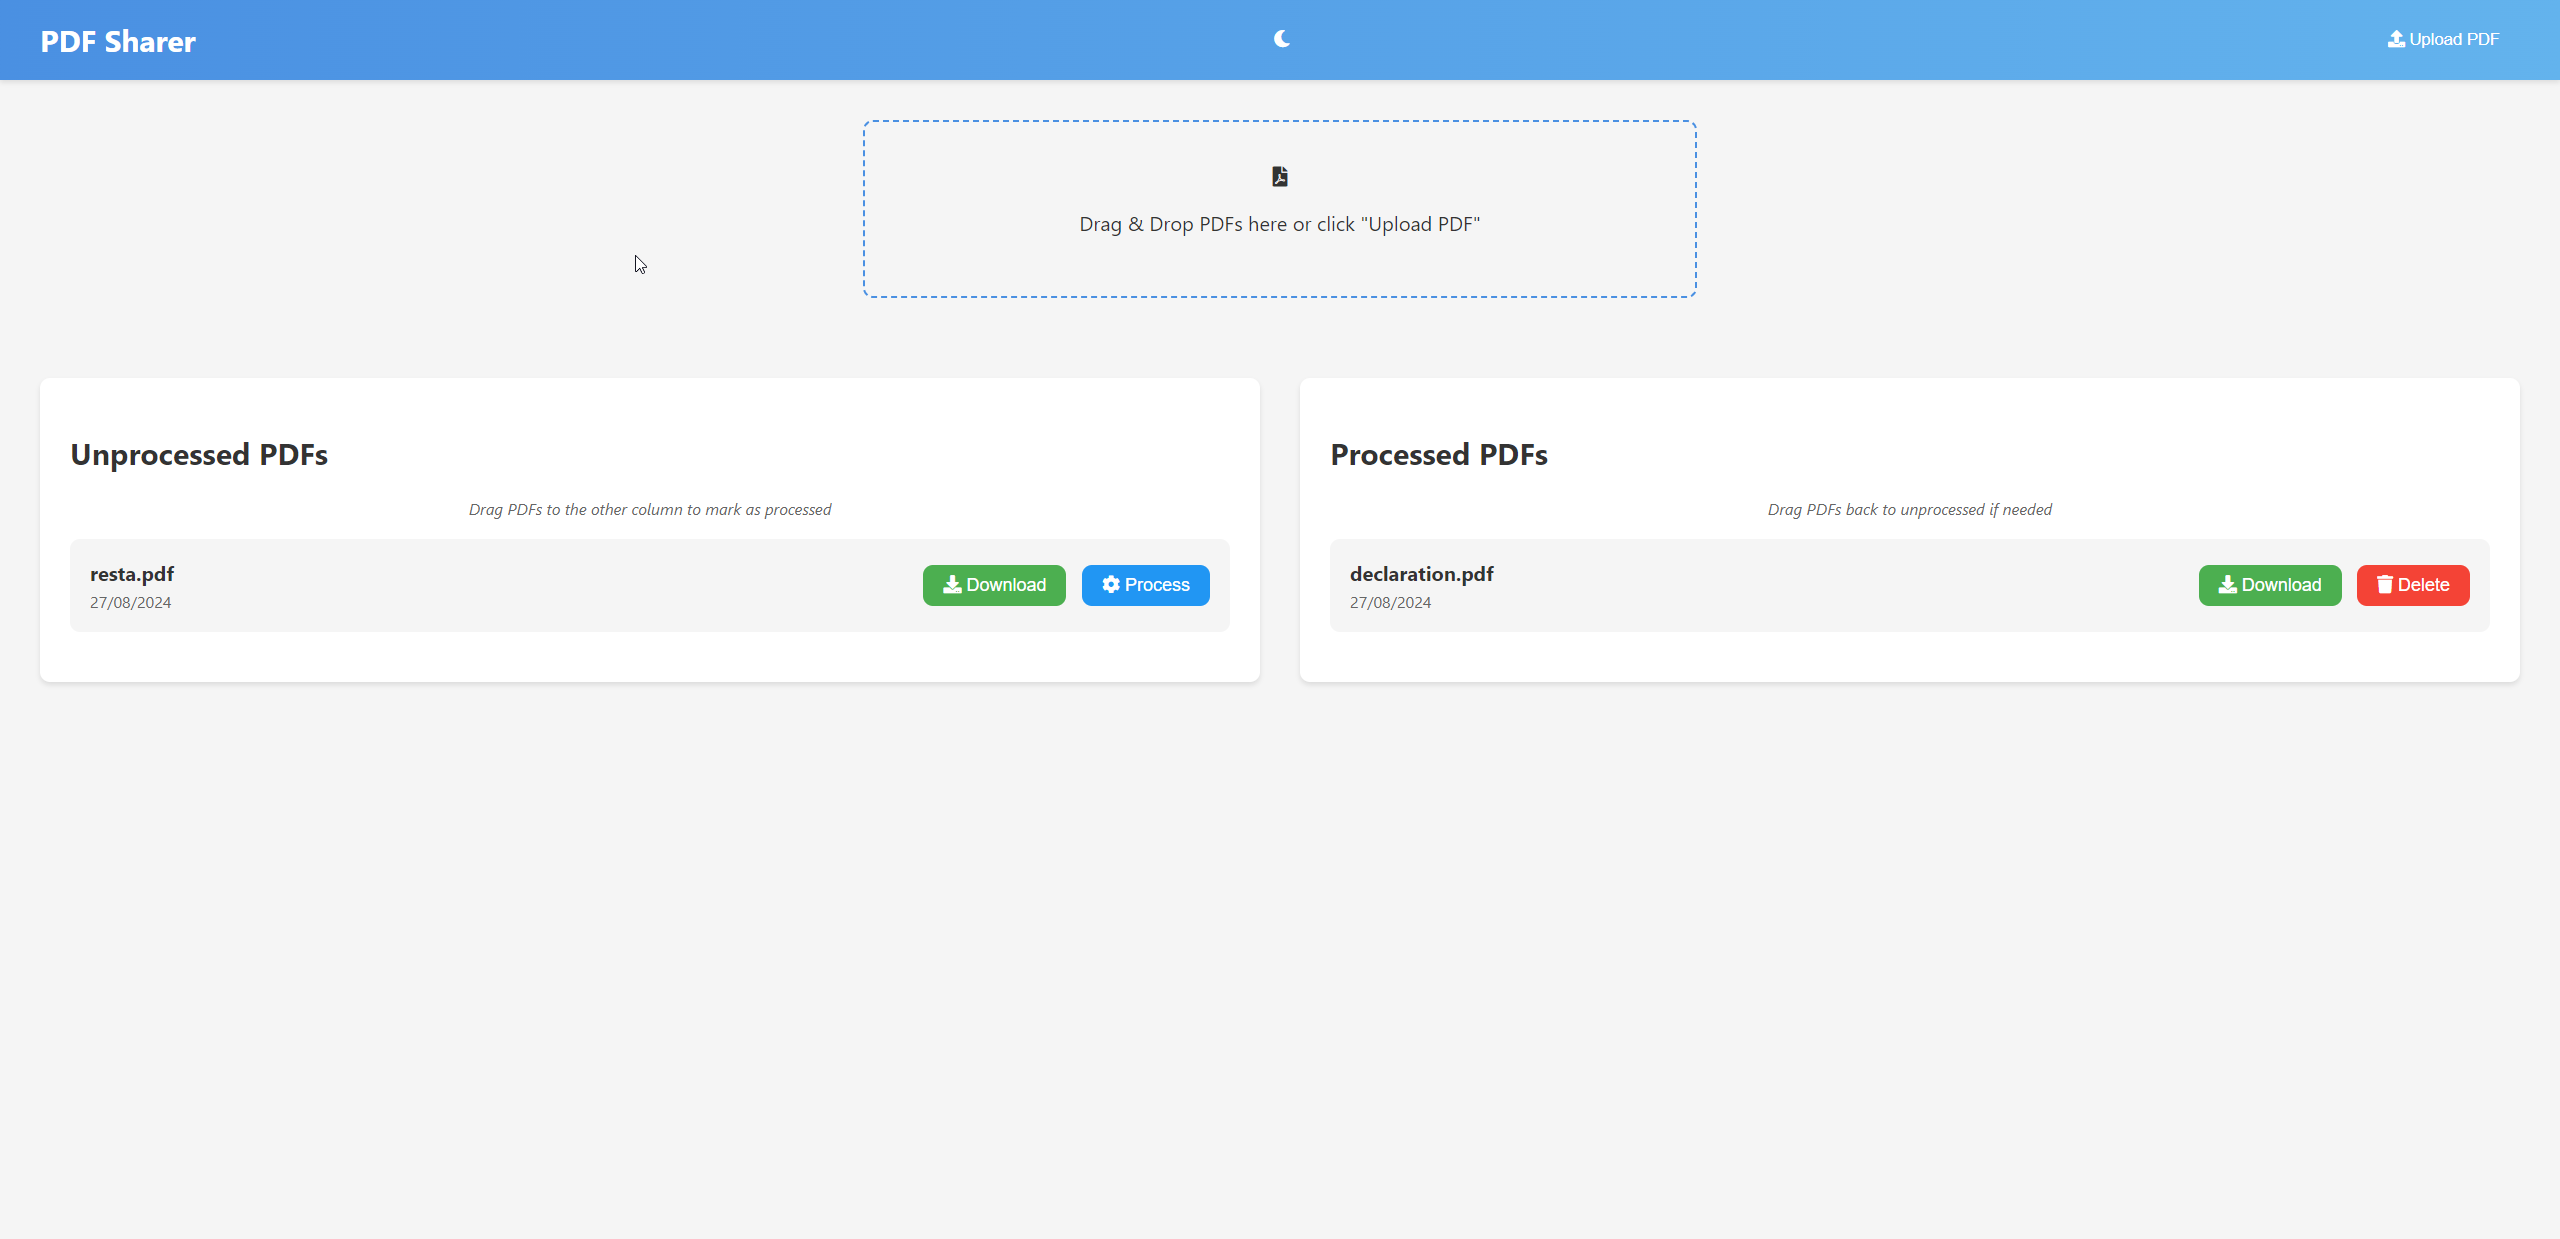 PDF Sharer
Upload PDF
Drag & Drop PDFs here or click "Upload PDF"
Unprocessed PDFs
Drag PDFs to the other column to mark as processed
resta.pdf
27/08/2024
Download
Process
Processed PDFs
Drag PDFs back to unprocessed if needed
declaration.pdf
27/08/2024
Download
Delete